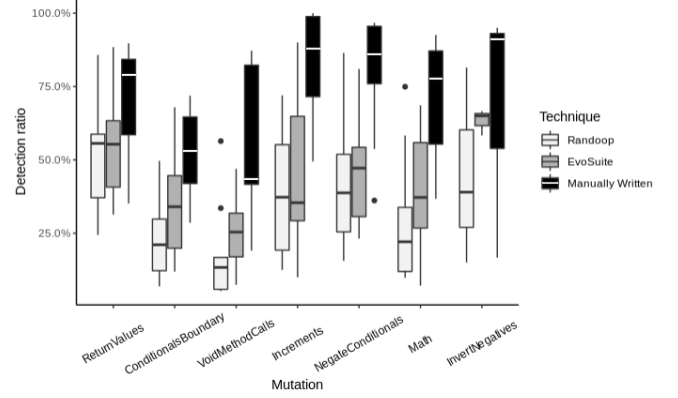 100.0%
75.0%
50.0%
25.0%
Detection ratio
ReturnValues
ConditionalsBoundary
VoidMethodCalls
Increments
NegateConditionals
Math
InvertNegatives
Mutation
Technique
Randoop
EvoSuite
Manually Written